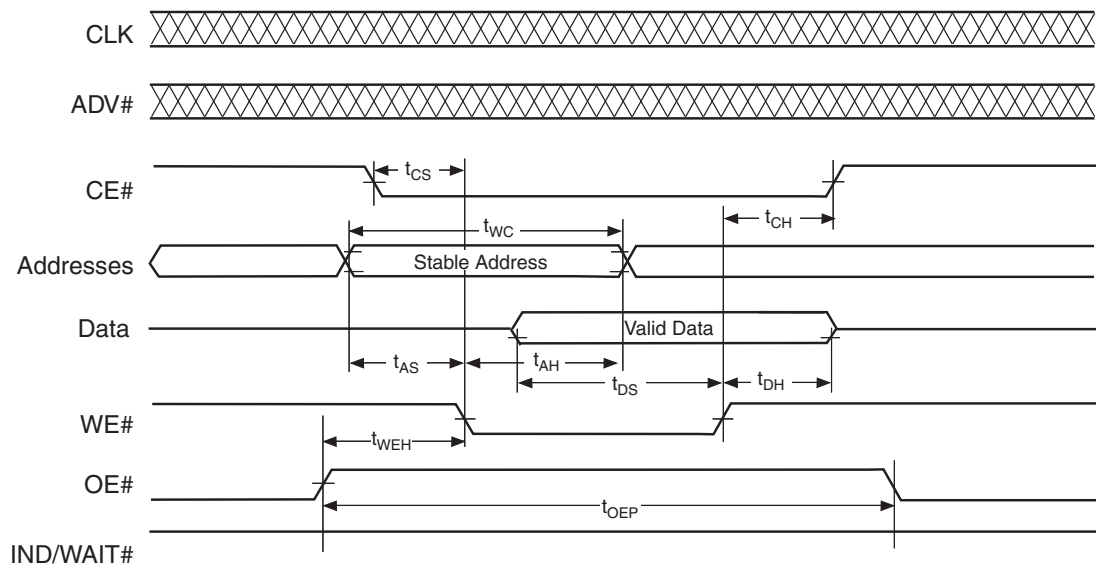 CLK
ADV#
CE#
tCS
tCH
tWC
Addresses
Stable Address
Data
Valid Data
tAS
tAH
tDS
tDH
WE#
tWEH
OE#
tOEP
IND/WAIT#